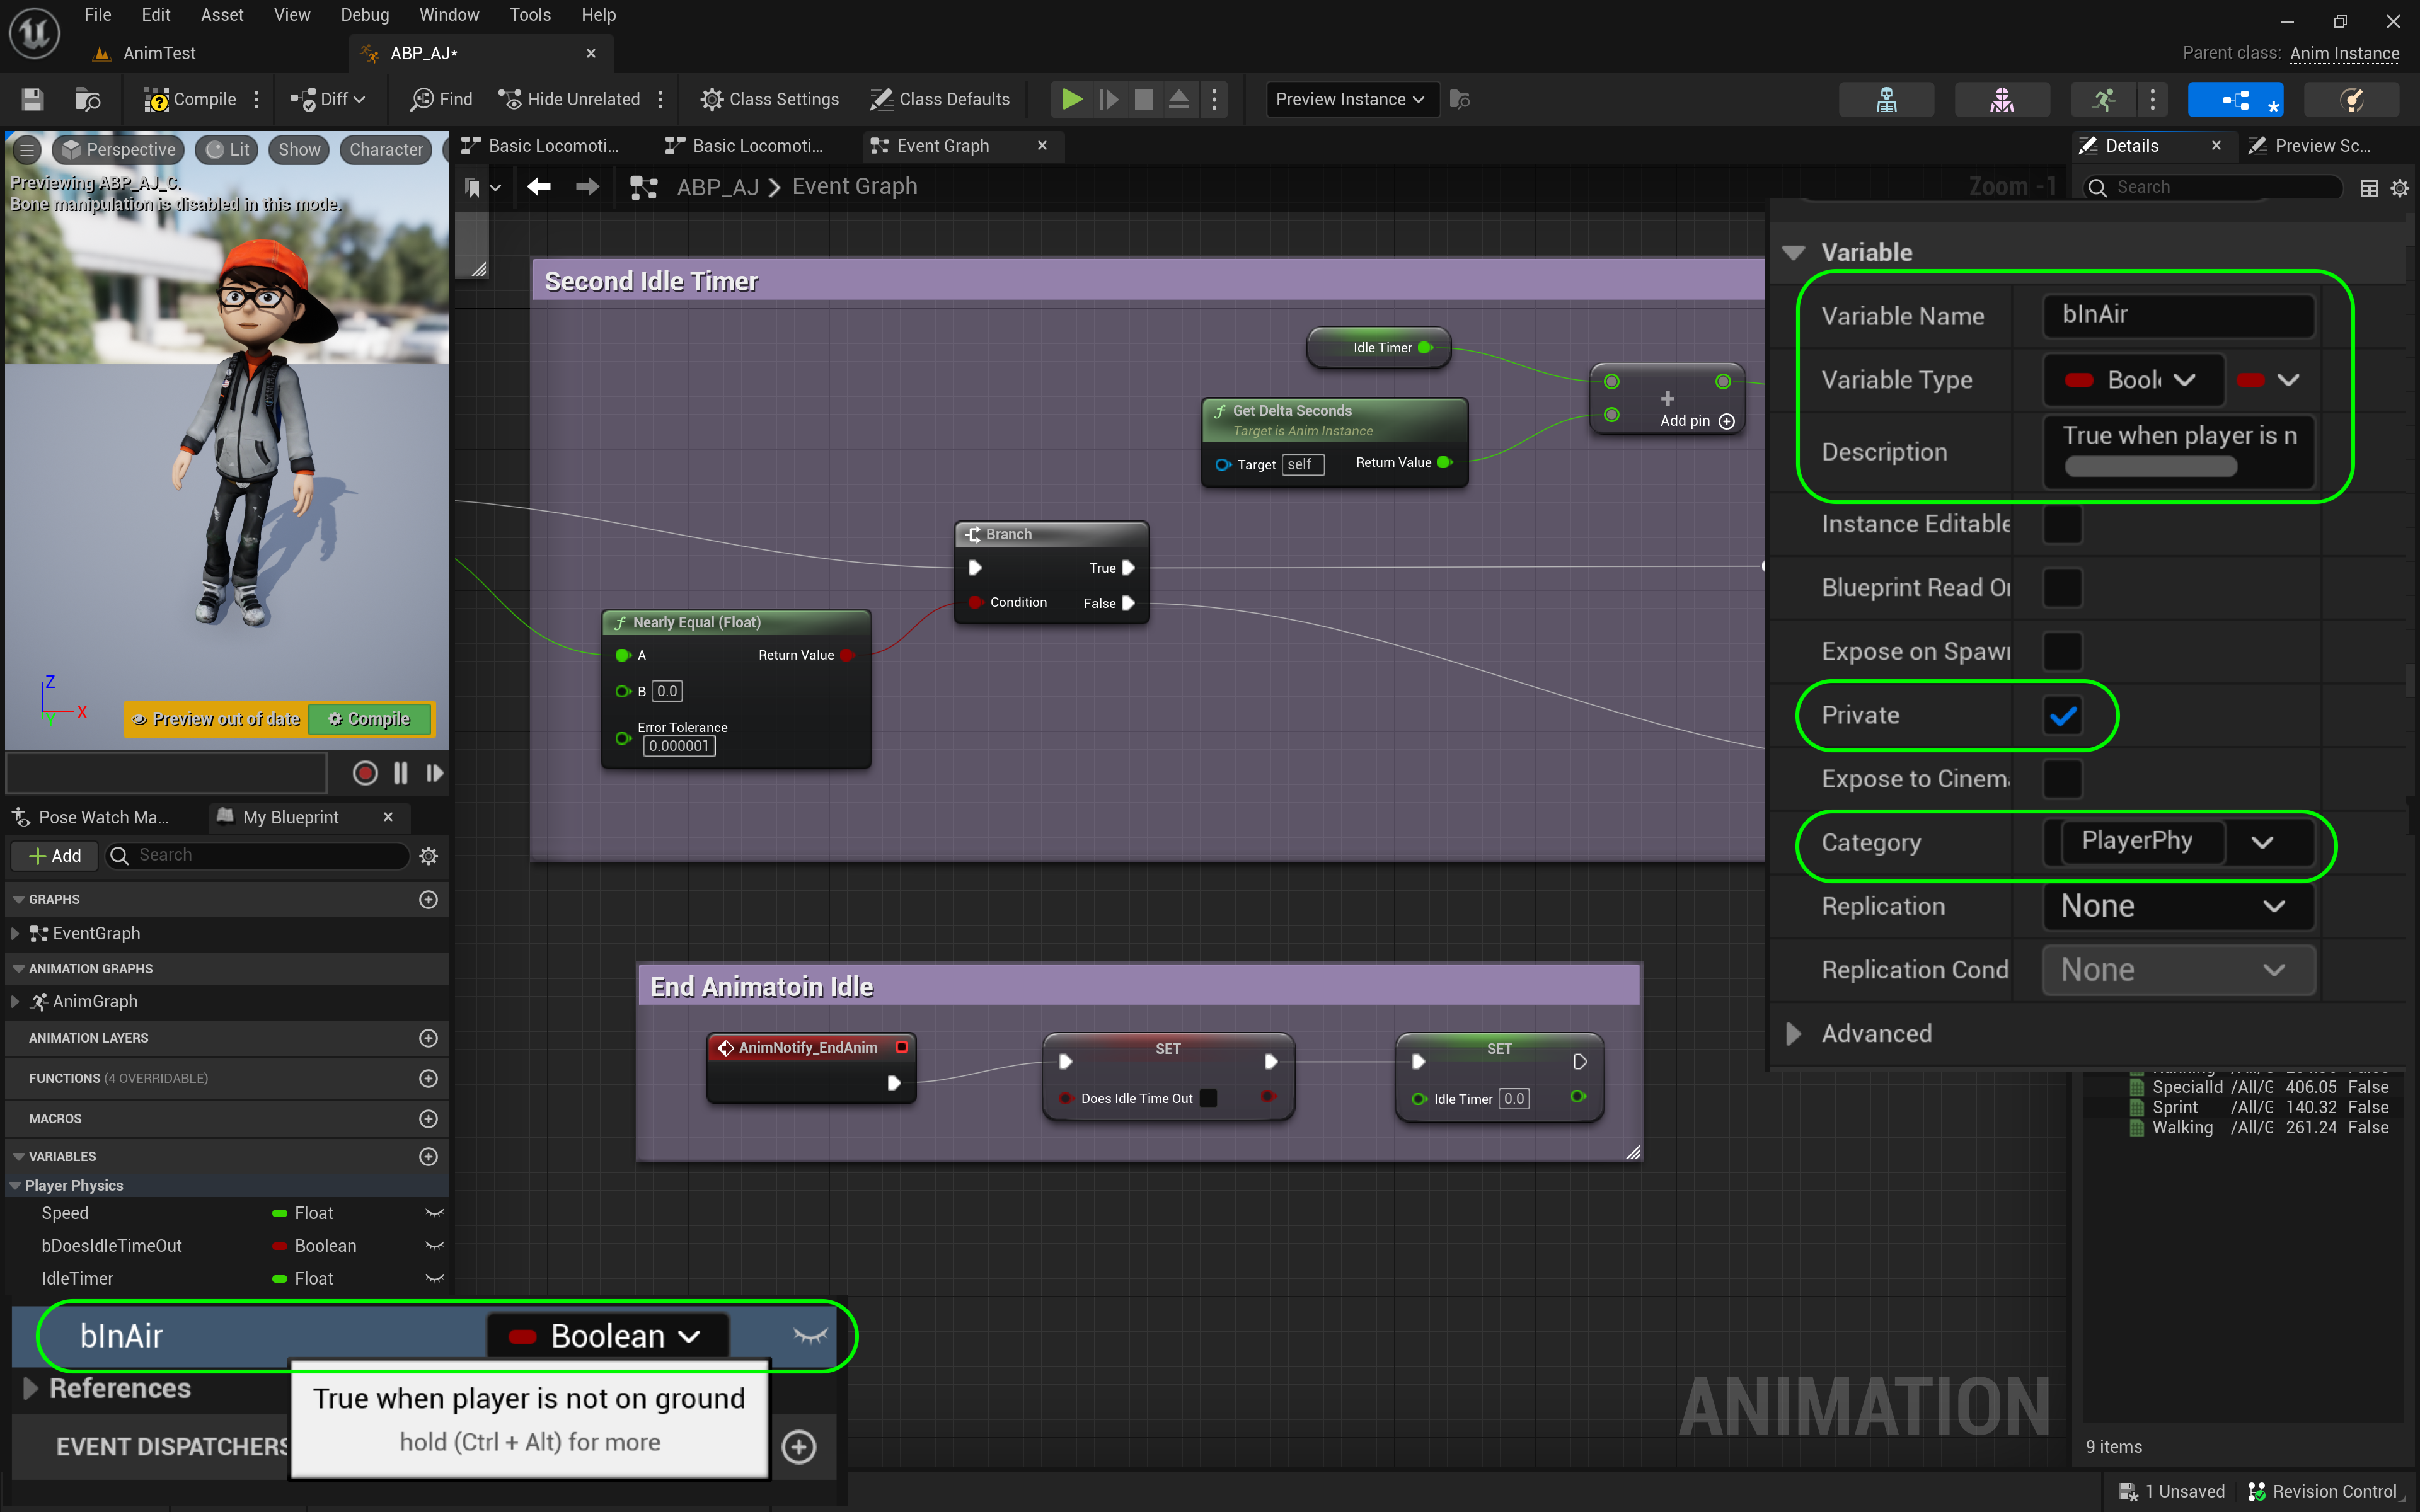 File Edit Asset View Debug Window Tools Help
AnimTest
ABP_AJ*
Parent class: Anim Instance
Compile
Diff
Find
Hide Unrelated
Class Settings
Class Defaults
Preview Instance
Perspective
Lit
Show
Character
Previewing ABP_AJ_C.
Bone manipulation is disabled in this mode.
Z
X
Y
Preview out of date
Compile
Basic Locomoti...
Basic Locomoti...
Event Graph
ABP_AJ > Event Graph
Zoom -1
Second Idle Timer
Idle Timer
Add pin
Get Delta Seconds
Target is Anim Instance
Target self
Return Value
Branch
True
Condition
False
Nearly Equal (Float)
A
Return Value
B 0.0
Error Tolerance
0.000001
End Animatoin Idle
AnimNotify_EndAnim
SET
Does Idle Time Out
SET
Idle Timer 0.0
ANIMATION
Pose Watch Ma...
My Blueprint
Add
Search
GRAPHS
EventGraph
ANIMATION GRAPHS
AnimGraph
ANIMATION LAYERS
FUNCTIONS (4 OVERRIDABLE)
MACROS
VARIABLES
Player Physics
Speed Float
bDoesIdleTimeOut Boolean
IdleTimer Float
bInAir Boolean
References
True when player is not on ground
hold (Ctrl + Alt) for more
EVENT DISPATCHERS
Details
Preview Sc...
Search
Variable
Variable Name bInAir
Variable Type Boole
Description True when player is n
Instance Editable
Blueprint Read On
Expose on Spawn
Private
Expose to Cinema
Category PlayerPhy
Replication None
Replication Cond None
Advanced
SpecialId /All/G 406.05 False
Sprint /All/G 140.32 False
Walking /All/G 261.24 False
9 items
1 Unsaved
Revision Control